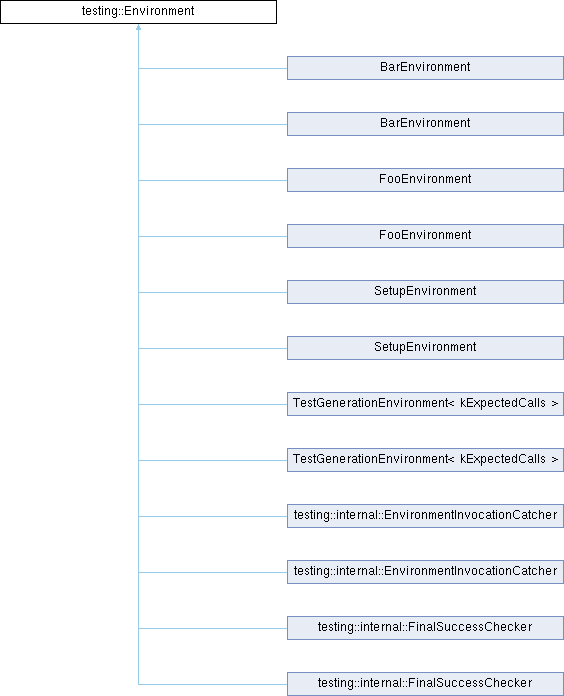 testing::Environment
BarEnvironment
BarEnvironment
FooEnvironment
FooEnvironment
SetupEnvironment
SetupEnvironment
TestGenerationEnvironment< kExpectedCalls >
TestGenerationEnvironment< kExpectedCalls >
testing::internal::EnvironmentInvocationCatcher
testing::internal::EnvironmentInvocationCatcher
testing::internal::FinalSuccessChecker
testing::internal::FinalSuccessChecker